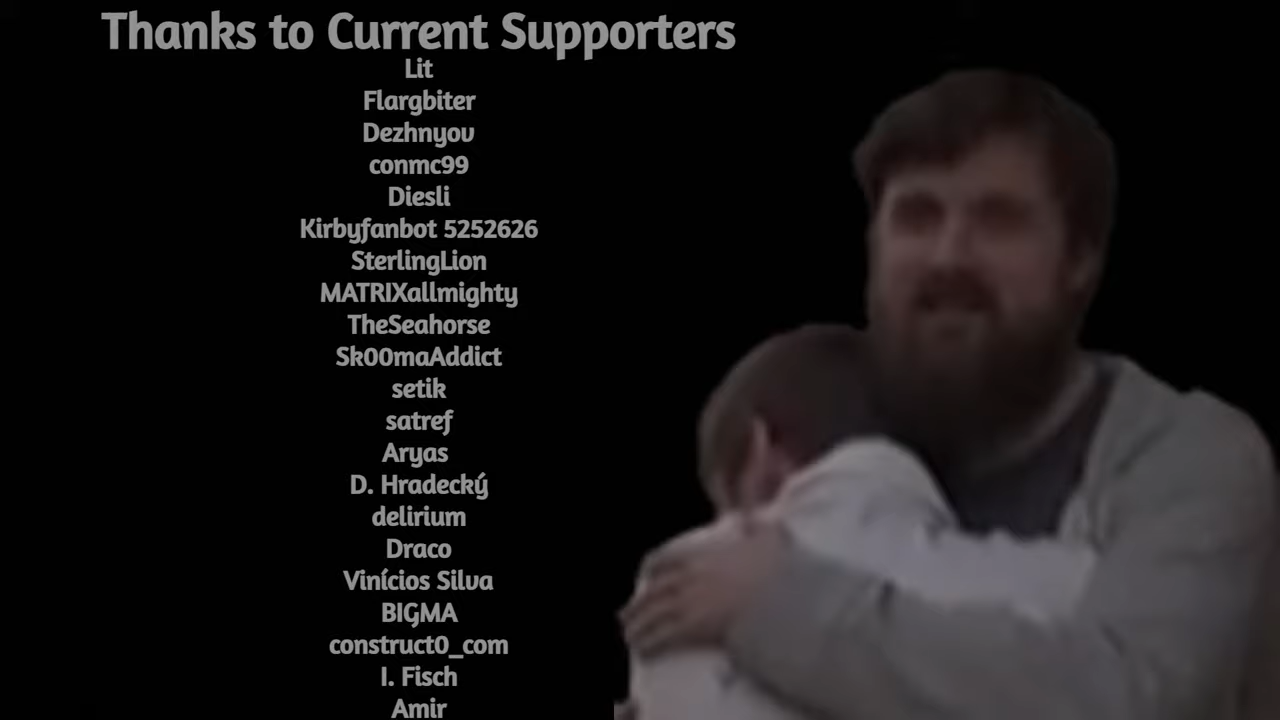 Thanks to Current Supporters
Lit
Flargbiter
Dezhnyov
conmc99
Diesli
Kirbyfanbot 5252626
SterlingLion
MATRIXallmighty
TheSeahorse
Sk00maAddict
setik
satref
Aryas
D. Hradecký
delirium
Draco
Vinícios Silva
BIGMA
construct0_com
I. Fisch
Amir